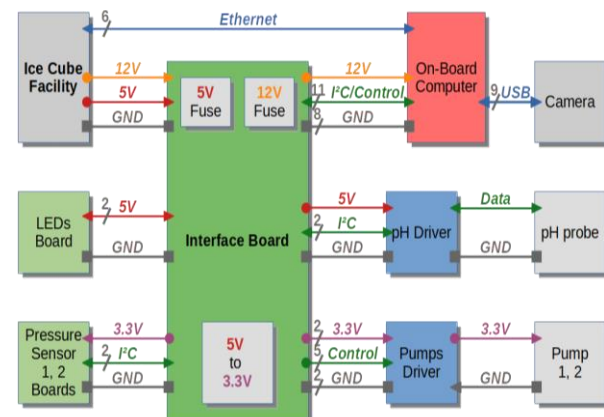 6 Ethernet
Ice Cube
Facility
12V
5V
GND
5V
Fuse
12V
Fuse
12V
11 I²C/Control
8 GND
On-Board
Computer
9 USB
Camera
LEDs
Board
2 5V
GND
Interface Board
5V
2 I²C
GND
pH Driver
Data
GND
pH probe
Pressure
Sensor
1, 2
Boards
3.3V
2 I²C
GND
5V
to
3.3V
2 3.3V
5 Control
2 GND
Pumps
Driver
3.3V
GND
Pump
1, 2